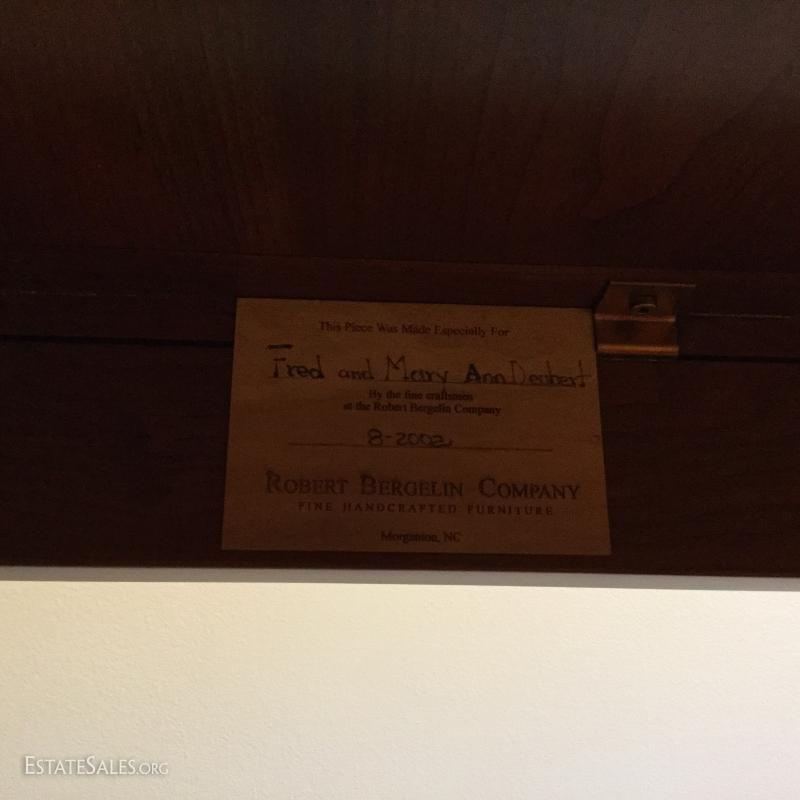 This Piece Was Made Especially For
Fred and Mary Ann
By the fine craftsmen
at the Robert Bergelin Company
8-2002
ROBERT BERGELIN COMPANY
FINE HANDCRAFTED FURNITURE
Morganton, NC
ESTATESALES.ORG